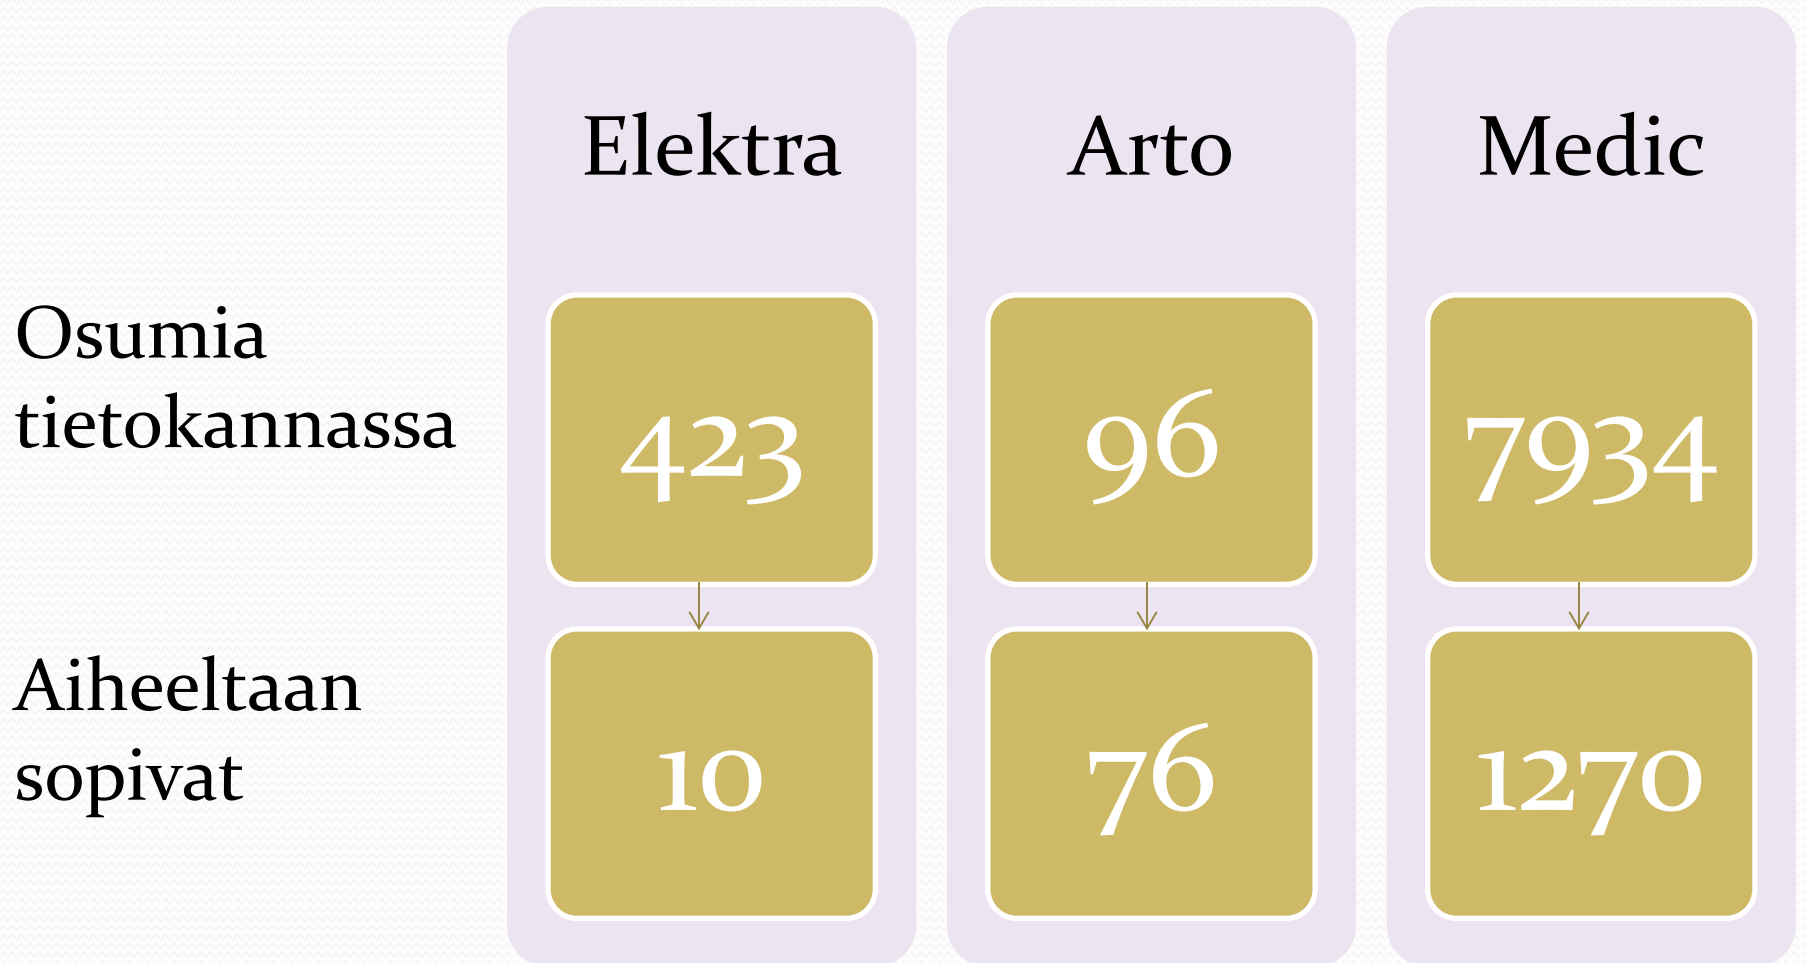 Elektra Arto Medic
Osumia
tietokannassa
423 96 7934
Aiheeltaan
sopivat
10 76 1270